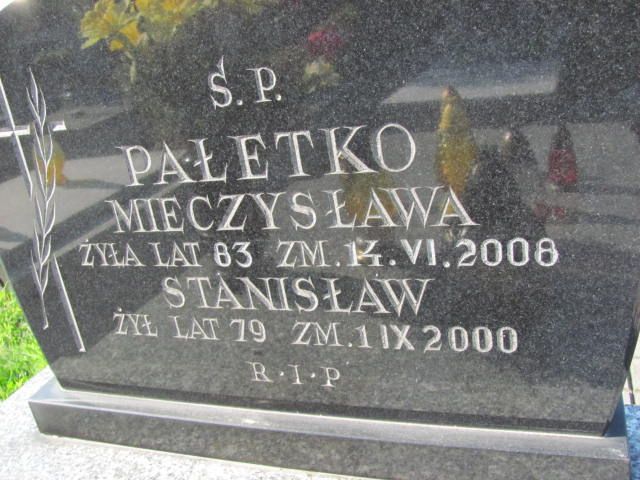 Ś.P.
PAŁETKO
MIECZYSŁAWA
ŻYŁA LAT 83 ZM.14.VI.2008
STANISŁAW
ŻYŁ LAT 79 ZM.1 IX 2000
R·I·P